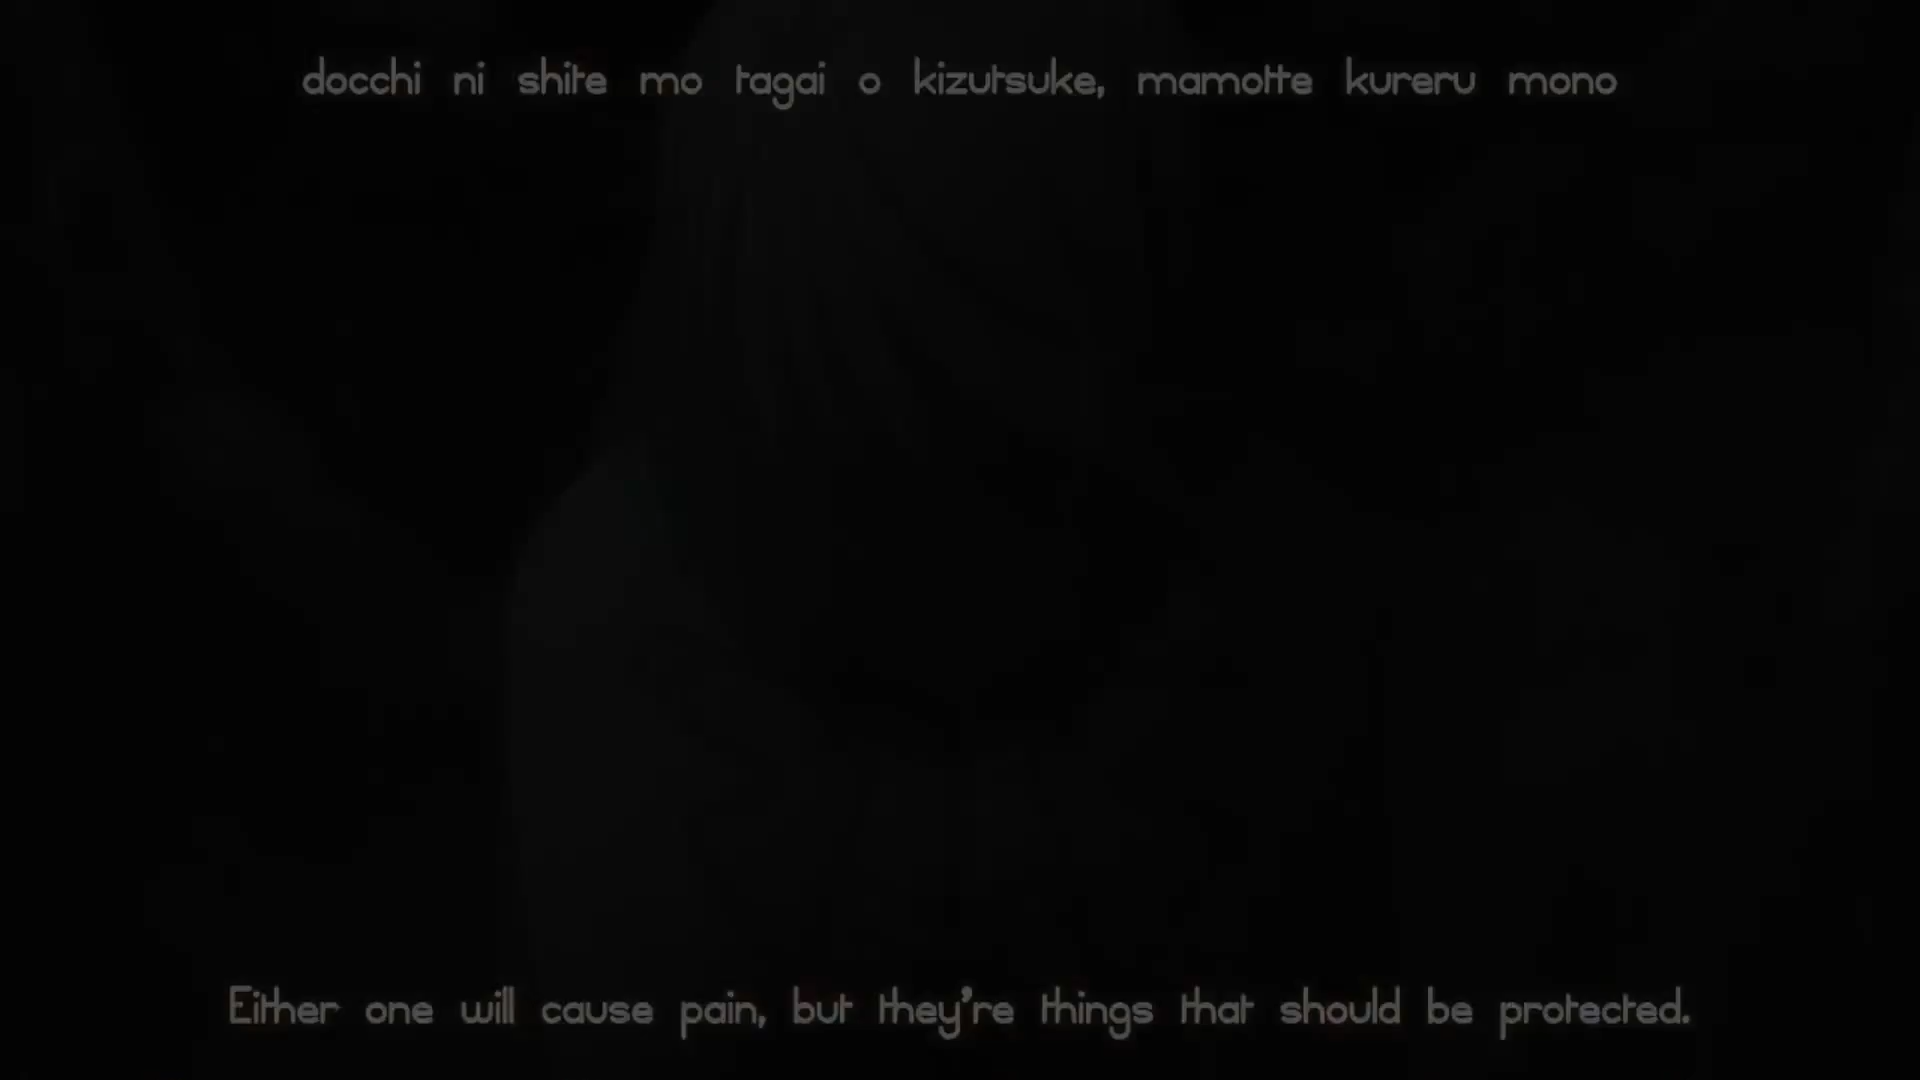 docchi ni shite mo tagai o kizutsuke, mamotte kureru mono
Either one will cause pain, but they're things that should be protected.